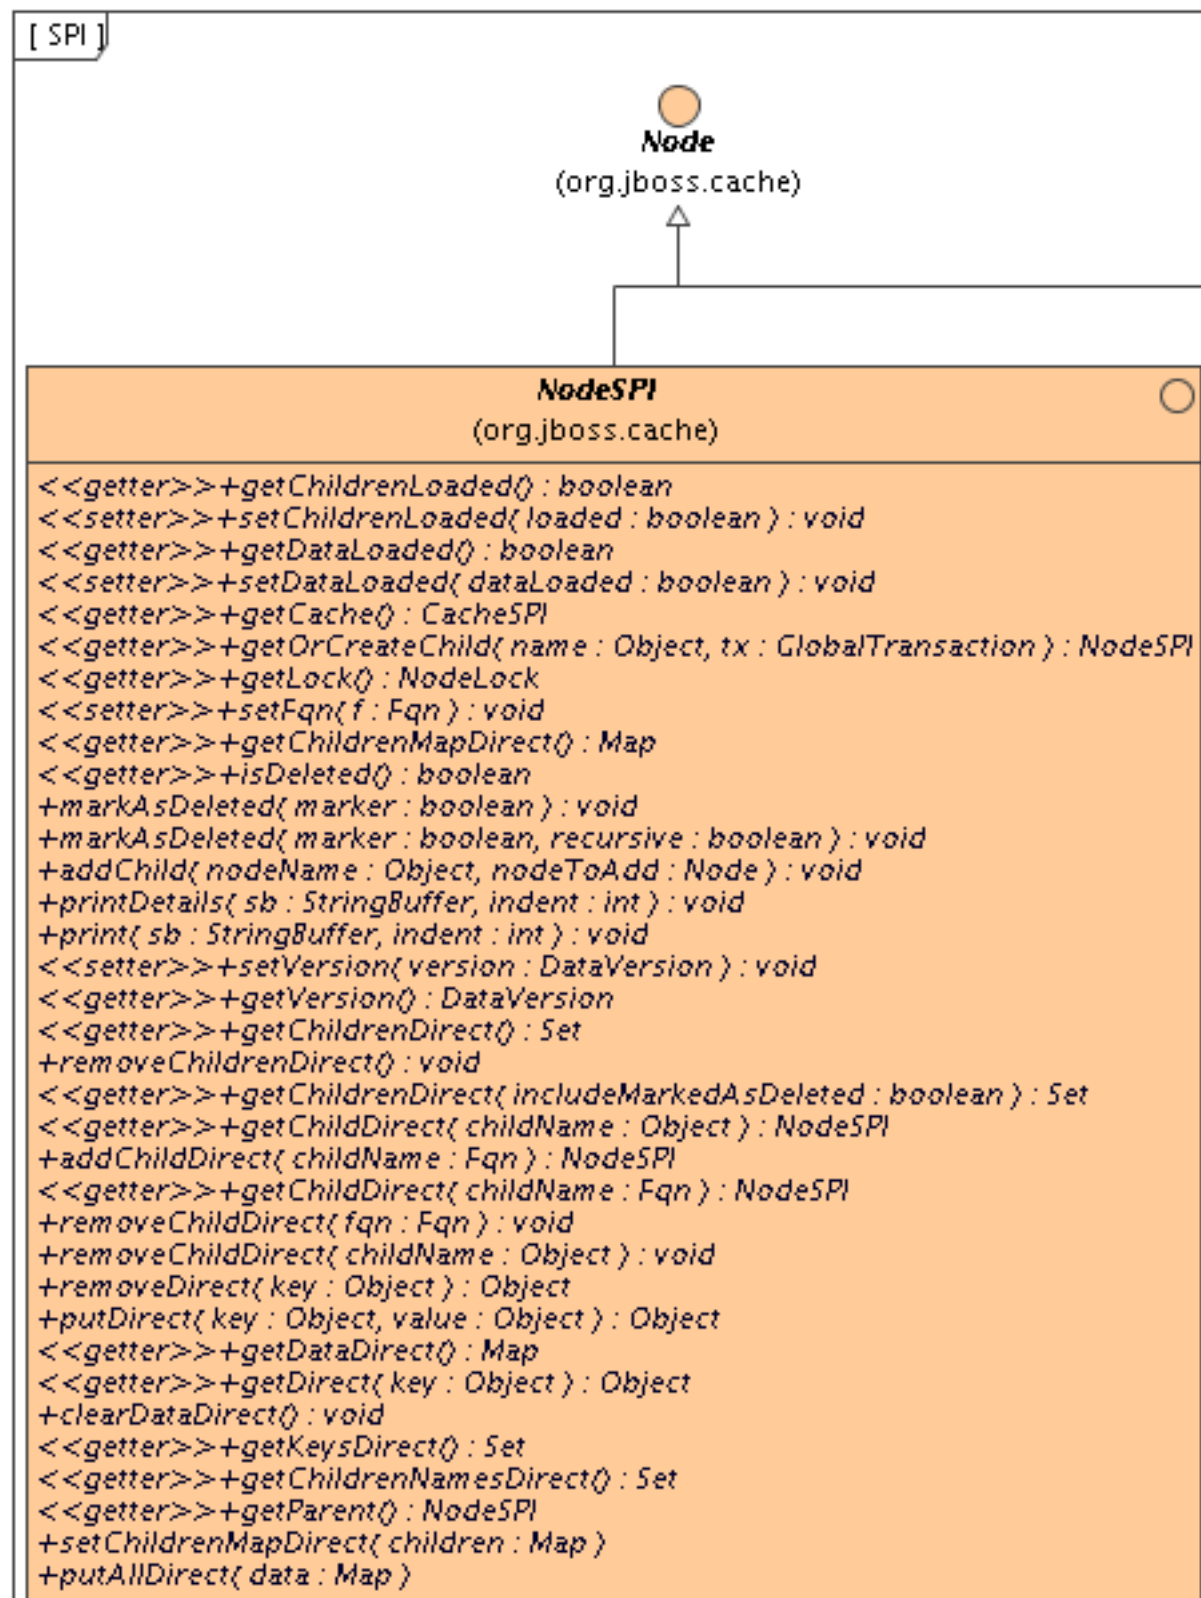 [ SPI ]
Node
(org.jboss.cache)
NodeSPI
(org.jboss.cache)
<<getter>>+getChildrenLoaded() : boolean
<<setter>>+setChildrenLoaded( loaded : boolean ) : void
<<getter>>+getDataLoaded() : boolean
<<setter>>+setDataLoaded( dataLoaded : boolean ) : void
<<getter>>+getCache() : CacheSPI
<<getter>>+getOrCreateChild( name : Object, tx : GlobalTransaction ) : NodeSPI
<<getter>>+getLock() : NodeLock
<<setter>>+setFqn( f : Fqn ) : void
<<getter>>+getChildrenMapDirect() : Map
<<getter>>+isDeleted() : boolean
+markAsDeleted( marker : boolean ) : void
+markAsDeleted( marker : boolean, recursive : boolean ) : void
+addChild( nodeName : Object, nodeToAdd : Node ) : void
+printDetails( sb : StringBuffer, indent : int ) : void
+print( sb : StringBuffer, indent : int ) : void
<<setter>>+setVersion( version : DataVersion ) : void
<<getter>>+getVersion() : DataVersion
<<getter>>+getChildrenDirect() : Set
+removeChildrenDirect() : void
<<getter>>+getChildrenDirect( includeMarkedAsDeleted : boolean ) : Set
<<getter>>+getChildDirect( childName : Object ) : NodeSPI
+addChildDirect( childName : Fqn ) : NodeSPI
<<getter>>+getChildDirect( childName : Fqn ) : NodeSPI
+removeChildDirect( fqn : Fqn ) : void
+removeChildDirect( childName : Object ) : void
+removeDirect( key : Object ) : Object
+putDirect( key : Object, value : Object ) : Object
<<getter>>+getDataDirect() : Map
<<getter>>+getDirect( key : Object ) : Object
+clearDataDirect() : void
<<getter>>+getKeysDirect() : Set
<<getter>>+getChildrenNamesDirect() : Set
<<getter>>+getParent() : NodeSPI
+setChildrenMapDirect( children : Map )
+putAllDirect( data : Map )